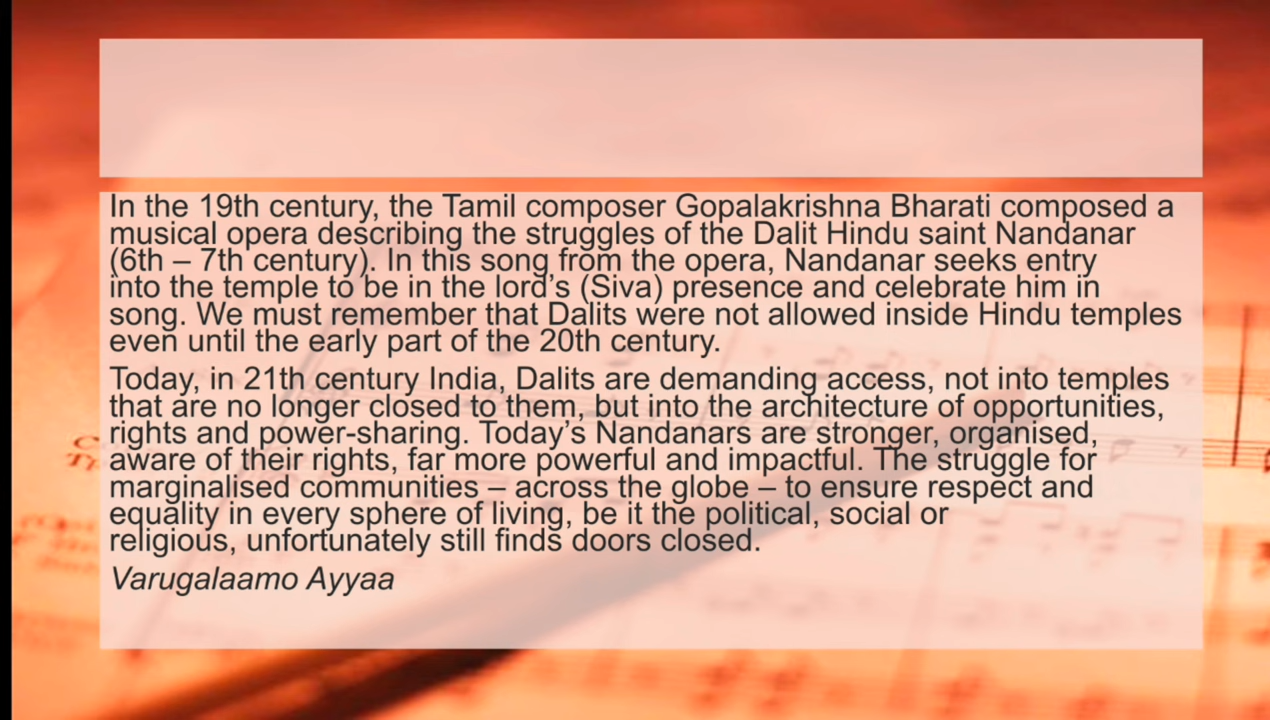 In the 19th century, the Tamil composer Gopalakrishna Bharati composed a
musical opera describing the struggles of the Dalit Hindu saint Nandanar
(6th – 7th century). In this song from the opera, Nandanar seeks entry
into the temple to be in the lord's (Siva) presence and celebrate him in
song. We must remember that Dalits were not allowed inside Hindu temples
even until the early part of the 20th century.
Today, in 21th century India, Dalits are demanding access, not into temples
that are no longer closed to them, but into the architecture of opportunities,
rights and power-sharing. Today's Nandanars are stronger, organised,
aware of their rights, far more powerful and impactful. The struggle for
marginalised communities – across the globe – to ensure respect and
equality in every sphere of living, be it the political, social or
religious, unfortunately still finds doors closed.
Varugalaamo Ayyaa